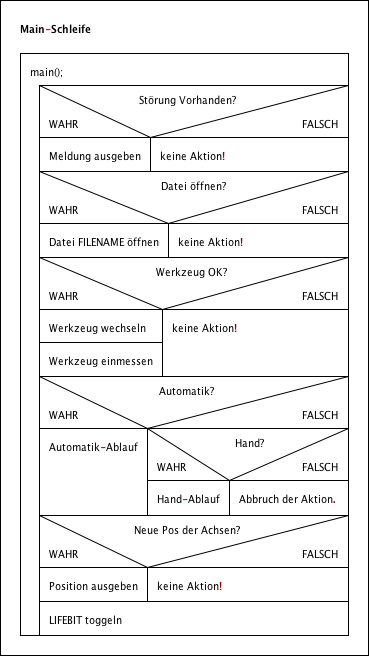 Main-Schleife
main();
Störung Vorhanden?
WAHR FALSCH
Meldung ausgeben keine Aktion!
Datei öffnen?
WAHR FALSCH
Datei FILENAME öffnen keine Aktion!
Werkzeug OK?
WAHR FALSCH
Werkzeug wechseln keine Aktion!
Werkzeug einmessen
Automatik?
WAHR FALSCH
Automatik-Ablauf Hand?
WAHR FALSCH
Hand-Ablauf Abbruch der Aktion.
Neue Pos der Achsen?
WAHR FALSCH
Position ausgeben keine Aktion!
LIFEBIT toggeln